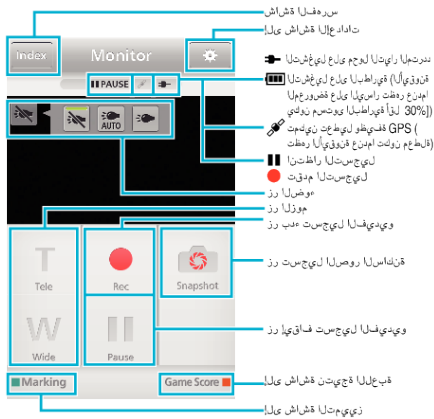 Index
Monitor
PAUSE
AUTO
T
Tele
Rec
Snapshot
W
Wide
Pause
Marking
Game Score
شاشة الفهرس
إلى شاشة الإعدادات
التشغيل على محول التيار المتردد
التشغيل على البطارية (الأيقونة
المعروضة على اليسار تظهر عندما
يكون مستوى البطارية أقل [30%])
تمكين تعطيل وظيفة GPS (
تظهر الأيقونة عندما تكون معطلة)
انتظار التسجيل
تقدم التسجيل
زر الضوء
زر الزوم
زر بدء تسجيل الفيديو
زر تسجيل الصور الساكنة
زر إيقاف تسجيل الفيديو
إلى شاشة نتيجة اللعبة
إلى شاشة التمييز